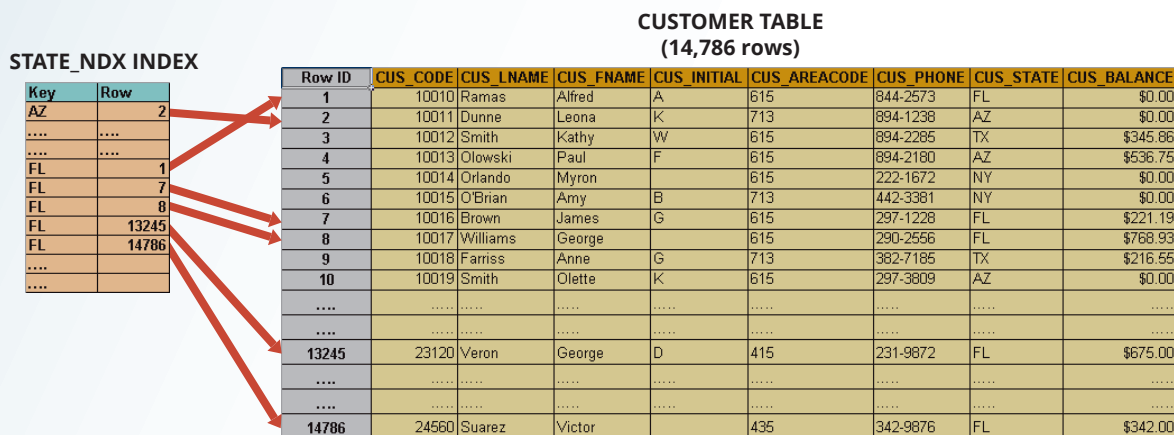 CUSTOMER TABLE
(14,786 rows)
STATE_NDX INDEX
Key Row
AZ 2
.... ....
.... ....
FL 1
FL 7
FL 8
FL 13245
FL 14786
....
....
Row ID CUS_CODE CUS_LNAME CUS_FNAME CUS_INITIAL CUS_AREACODE CUS_PHONE CUS_STATE CUS_BALANCE
1 10010 Ramas Alfred A 615 844-2573 FL $0.00
2 10011 Dunne Leona K 713 894-1238 AZ $0.00
3 10012 Smith Kathy W 615 894-2285 TX $345.86
4 10013 Olowski Paul F 615 894-2180 AZ $536.75
5 10014 Orlando Myron 615 222-1672 NY $0.00
6 10015 O'Brian Amy B 713 442-3381 NY $0.00
7 10016 Brown James G 615 297-1228 FL $221.19
8 10017 Williams George 615 290-2556 FL $768.93
9 10018 Farriss Anne G 713 382-7185 TX $216.55
10 10019 Smith Olette K 615 297-3809 AZ $0.00
.... ..... ..... ..... ..... ..... ..... ..... .....
.... ..... ..... ..... ..... ..... ..... ..... .....
13245 23120 Veron George D 415 231-9872 FL $675.00
.... ..... ..... ..... ..... ..... ..... ..... .....
.... ..... ..... ..... ..... ..... ..... ..... .....
14786 24560 Suarez Victor 435 342-9876 FL $342.00